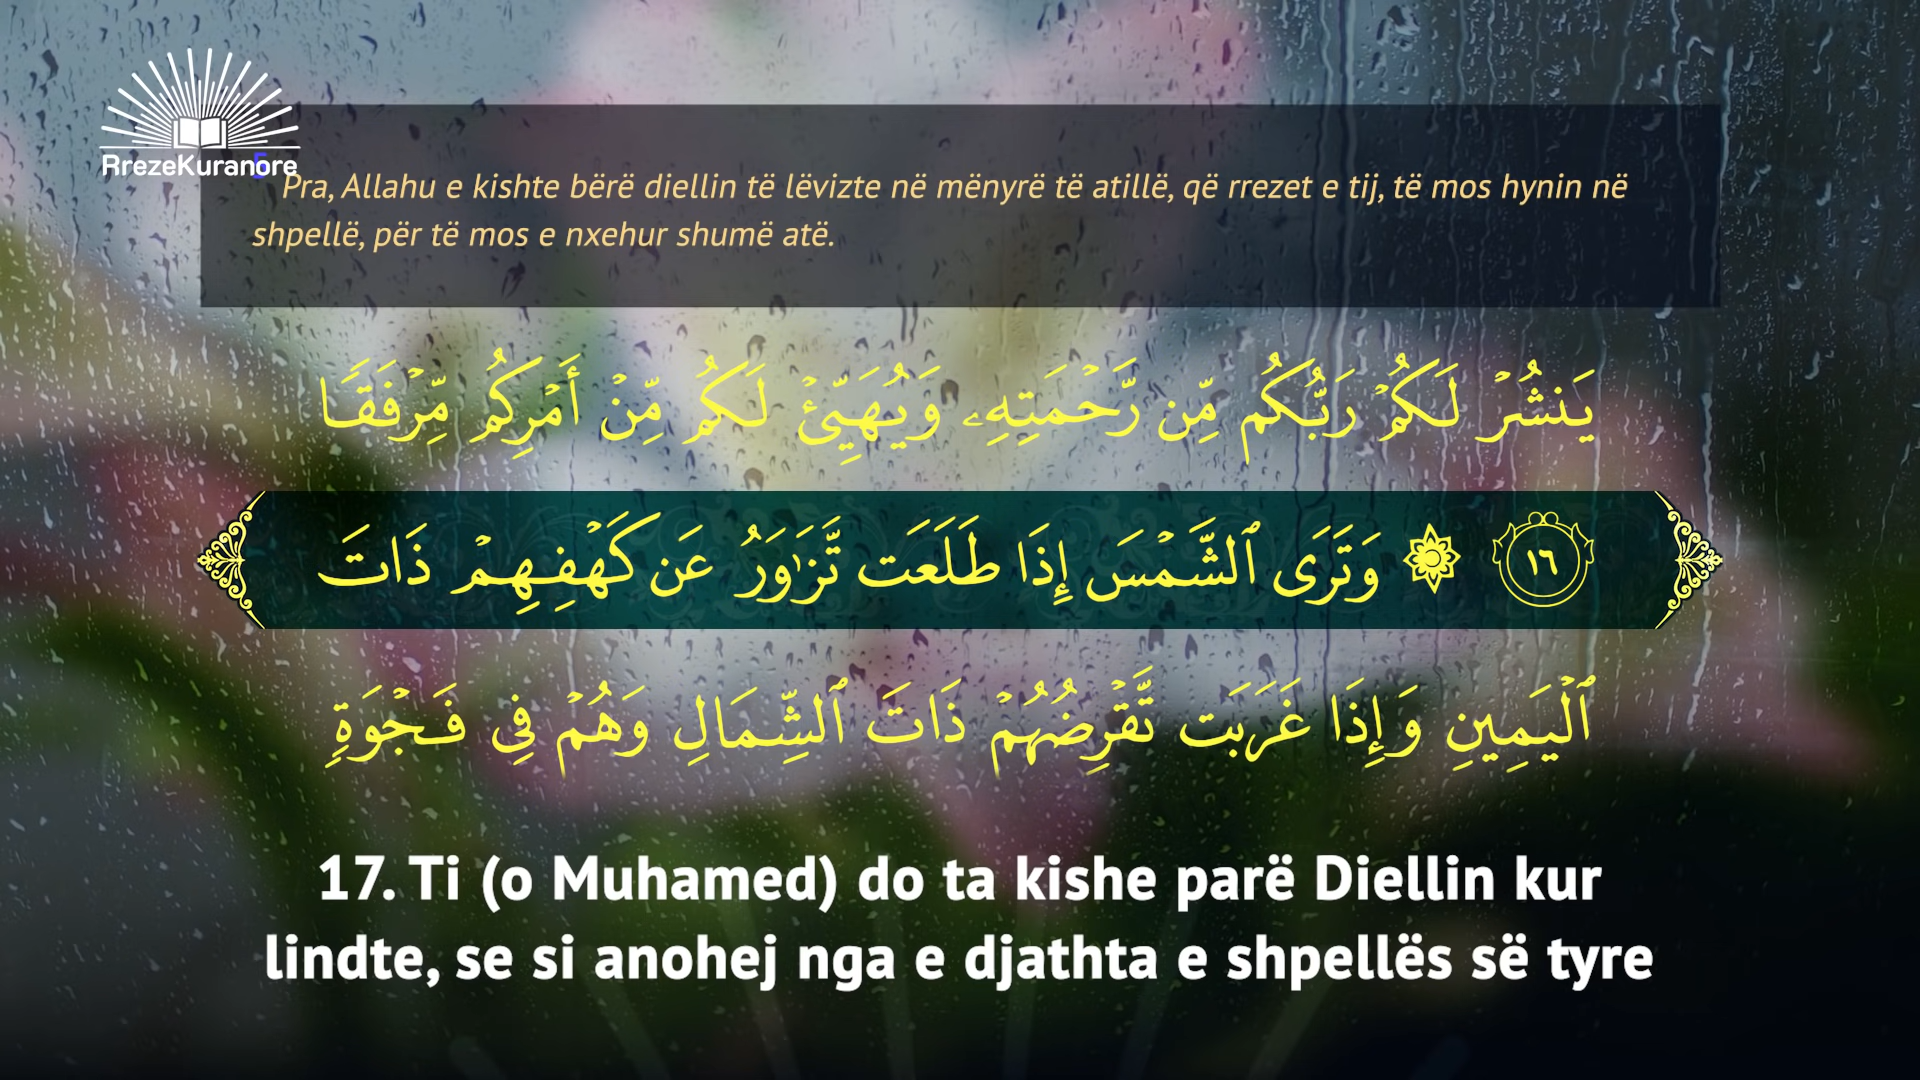 RrezeKuranore
5
Pra, Allahu e kishte bërë diellin të lëvizte në mënyrë të atillë, që rrezet e tij, të mos hynin në
shpellë, për të mos e nxehur shumë atë.
يَنشُرْ لَكُمْ رَبُّكُم مِّن رَّحْمَتِهِۦ وَيُهَيِّئْ لَكُم مِّنْ أَمْرِكُم مِّرْفَقًا
١٦ ۞ وَتَرَى ٱلشَّمْسَ إِذَا طَلَعَت تَّزَٰوَرُ عَن كَهْفِهِمْ ذَاتَ
ٱلْيَمِينِ وَإِذَا غَرَبَت تَّقْرِضُهُمْ ذَاتَ ٱلشِّمَالِ وَهُمْ فِى فَجْوَةٍ
17. Ti (o Muhamed) do ta kishe parë Diellin kur
lindte, se si anohej nga e djathta e shpellës së tyre